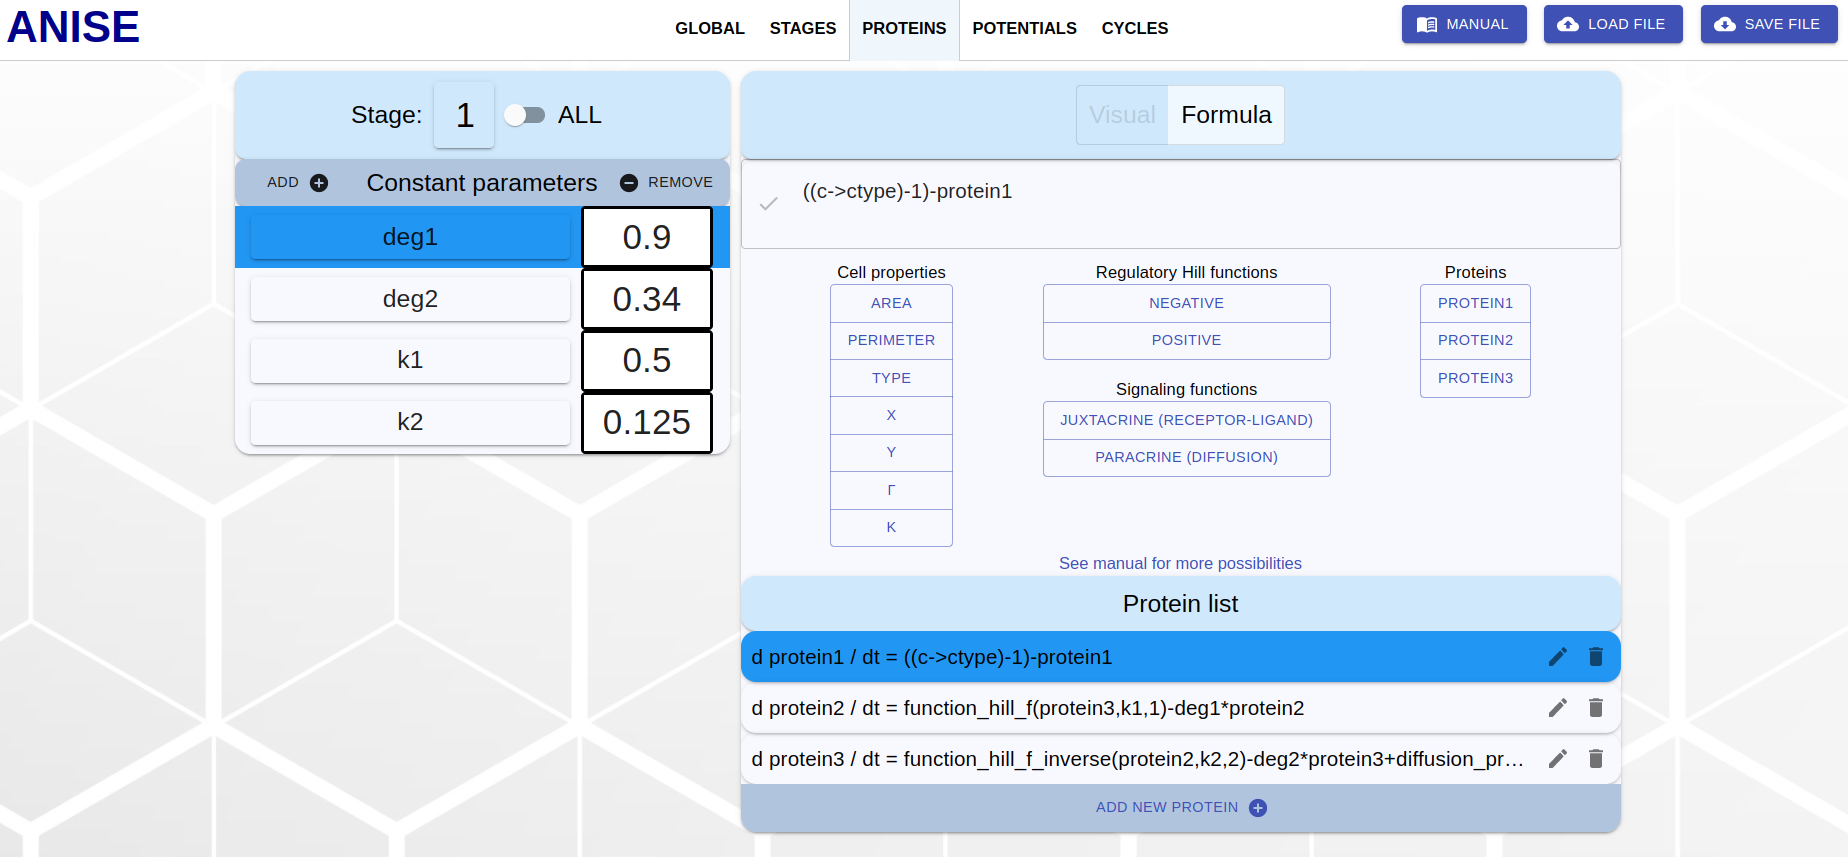 ANISE
GLOBAL STAGES PROTEINS POTENTIALS CYCLES
MANUAL LOAD FILE SAVE FILE
Stage: 1 ALL
ADD Constant parameters REMOVE
deg1 0.9
deg2 0.34
k1 0.5
k2 0.125
Visual Formula
((c->ctype)-1)-protein1
Cell properties
AREA
PERIMETER
TYPE
X
Y
Γ
K
Regulatory Hill functions
NEGATIVE
POSITIVE
Signaling functions
JUXTACRINE (RECEPTOR-LIGAND)
PARACRINE (DIFFUSION)
Proteins
PROTEIN1
PROTEIN2
PROTEIN3
See manual for more possibilities
Protein list
d protein1 / dt = ((c->ctype)-1)-protein1
d protein2 / dt = function_hill_f(protein3,k1,1)-deg1*protein2
d protein3 / dt = function_hill_f_inverse(protein2,k2,2)-deg2*protein3+diffusion_pr…
ADD NEW PROTEIN